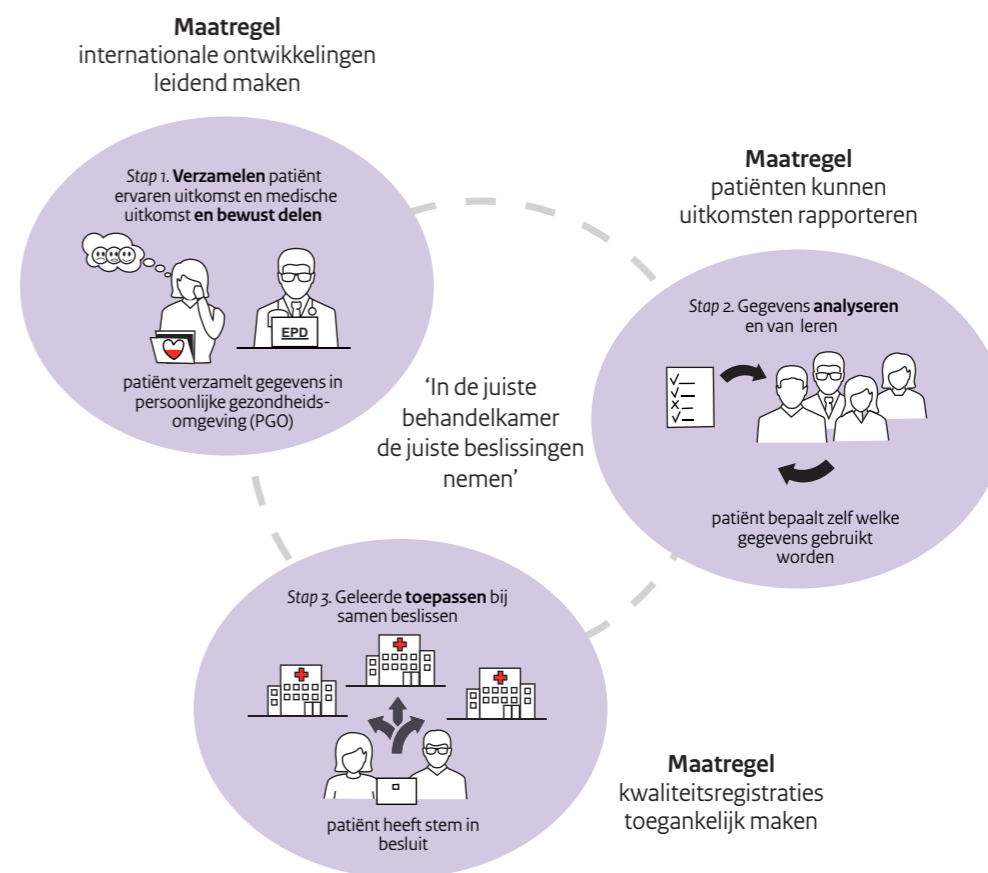 Maatregel
internationale ontwikkelingen
leidend maken
Stap 1. Verzamelen patiënt
ervaren uitkomst en medische
uitkomst en bewust delen
EPD
patiënt verzamelt gegevens in
persoonlijke gezondheids-
omgeving (PGO)
Maatregel
patiënten kunnen
uitkomsten rapporteren
Stap 2. Gegevens analyseren
en van leren
patiënt bepaalt zelf welke
gegevens gebruikt
worden
'In de juiste
behandelkamer
de juiste beslissingen
nemen'
Stap 3. Geleerde toepassen bij
samen beslissen
patiënt heeft stem in
besluit
Maatregel
kwaliteitsregistraties
toegankelijk maken